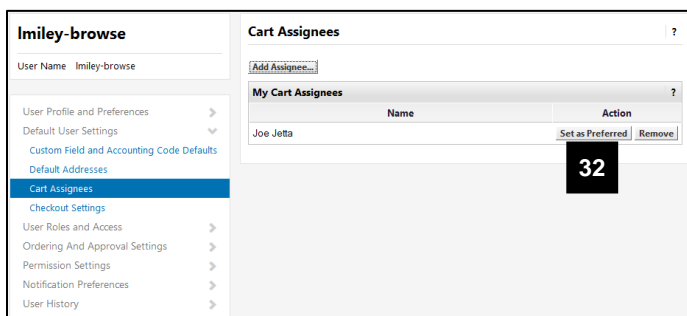 lmiley-browse
User Name lmiley-browse
User Profile and Preferences
Default User Settings
Custom Field and Accounting Code Defaults
Default Addresses
Cart Assignees
Checkout Settings
User Roles and Access
Ordering And Approval Settings
Permission Settings
Notification Preferences
User History
Cart Assignees ?
Add Assignee...
My Cart Assignees ?
Name Action
Joe Jetta Set as Preferred Remove
32